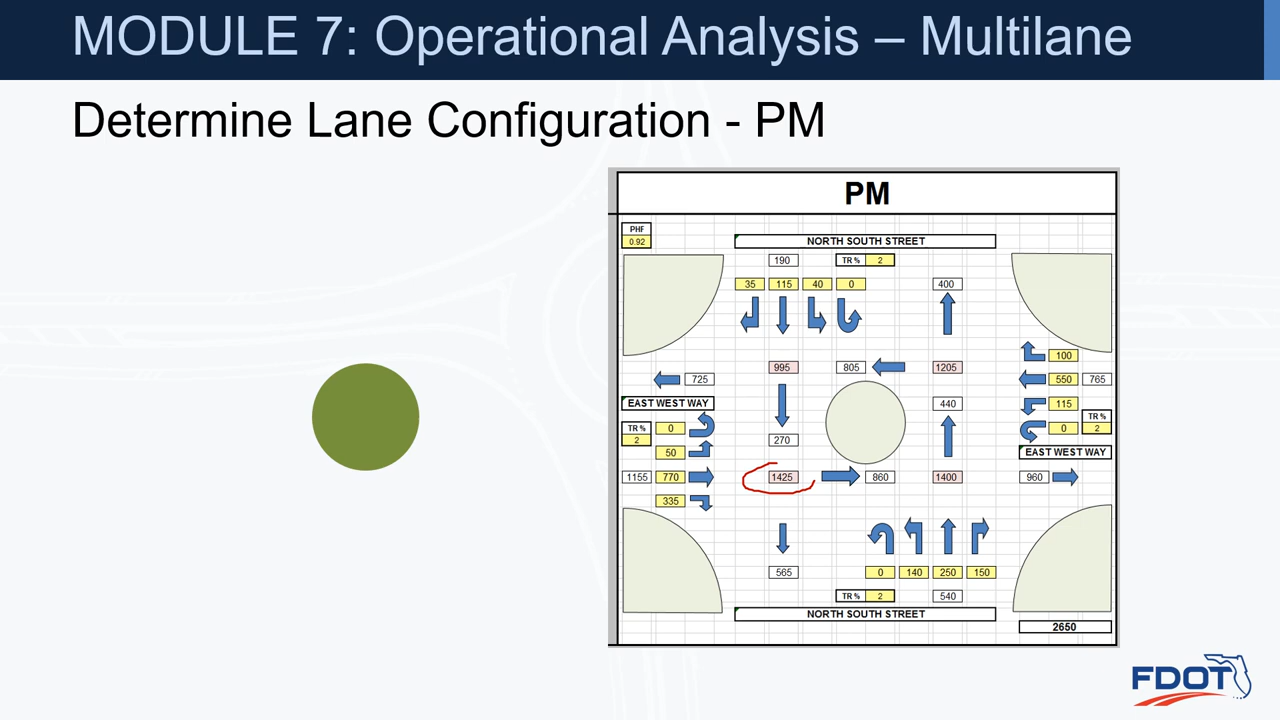 MODULE 7: Operational Analysis – Multilane
Determine Lane Configuration - PM
PM
PHF
0.92
NORTH SOUTH STREET
190 TR % 2
35 115 40 0 400
995 805 1205
100
725 550 765
EAST WEST WAY 440 115
TR % 0 270 TR %
2 0 2
50 EAST WEST WAY
1155 770 1425 860 1400 960
335
565 0 140 250 150
TR % 2 540
NORTH SOUTH STREET
2650
FDOT